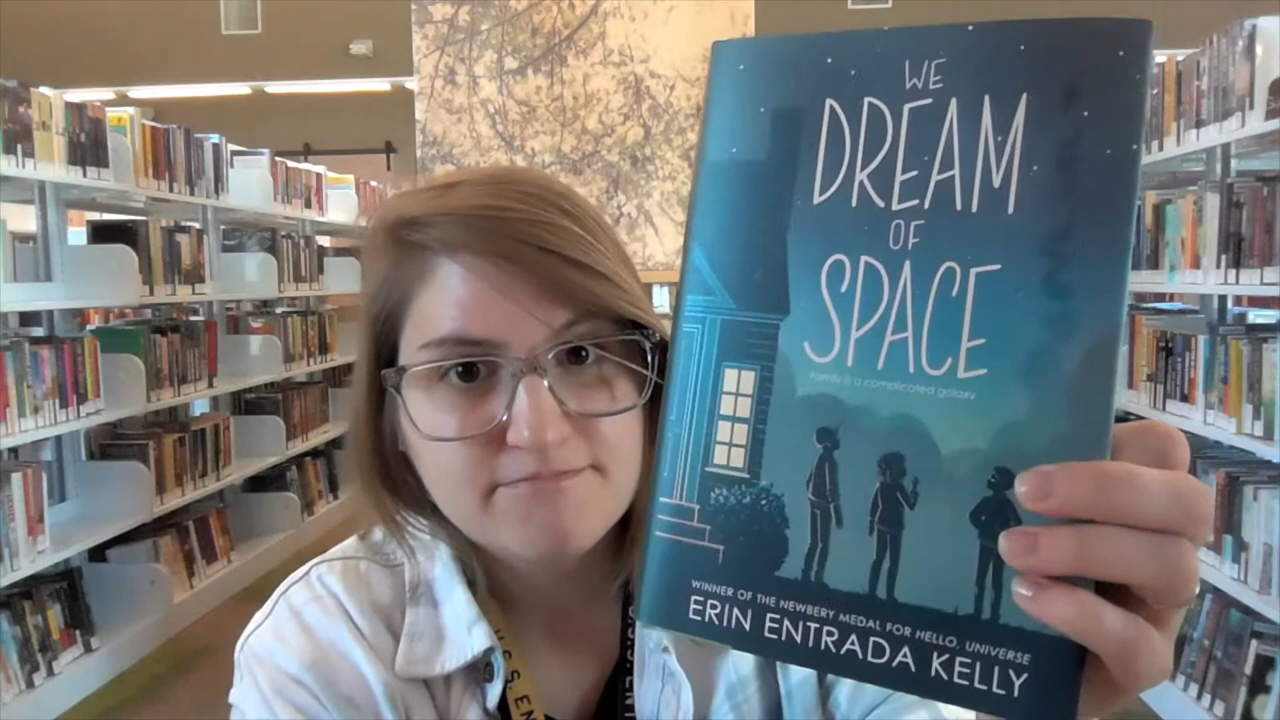 WE
DREAM
OF
SPACE
Family is a complicated galaxy
WINNER OF THE NEWBERY MEDAL FOR HELLO, UNIVERSE
ERIN ENTRADA KELLY
S.S. EN